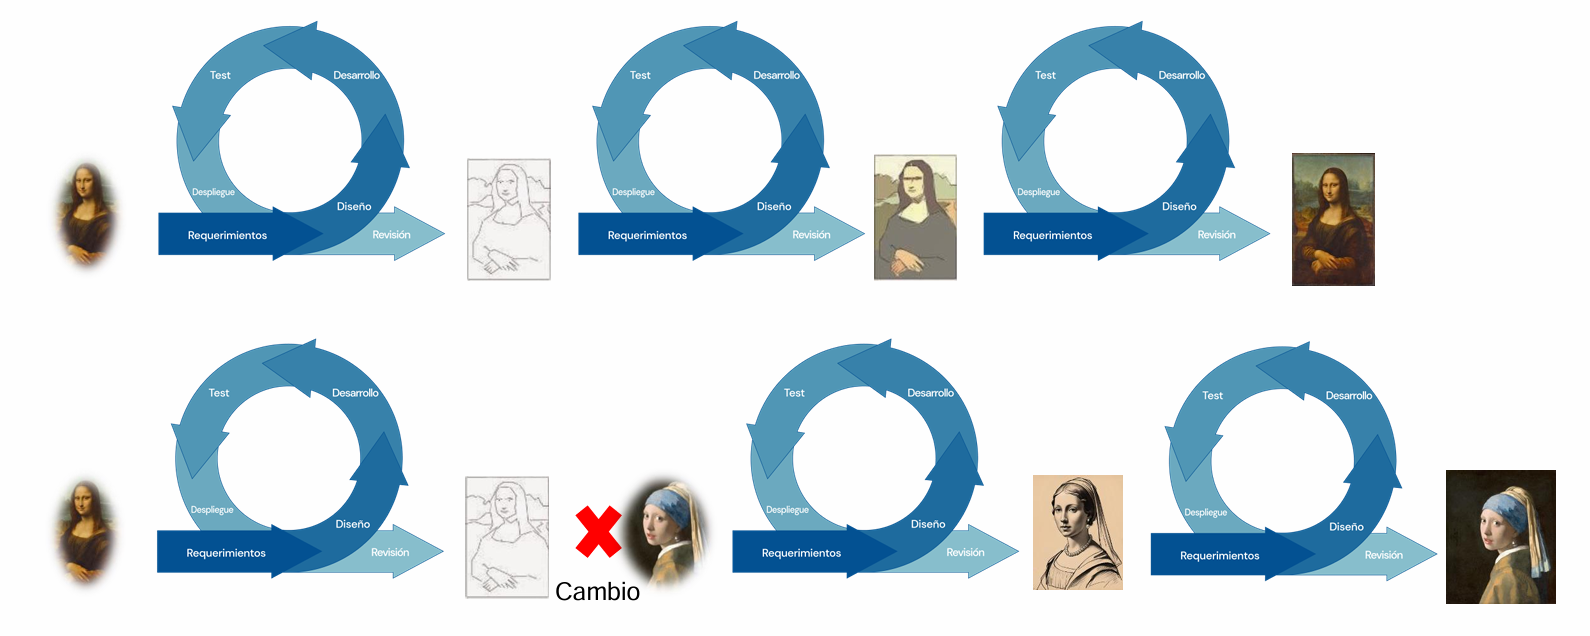 Test
Desarrollo
Despliegue
Diseño
Requerimientos
Revisión
Test
Desarrollo
Despliegue
Diseño
Requerimientos
Revisión
Test
Desarrollo
Despliegue
Diseño
Requerimientos
Revisión
Test
Desarrollo
Despliegue
Diseño
Requerimientos
Revisión
Cambio
Test
Desarrollo
Despliegue
Diseño
Requerimientos
Revisión
Test
Desarrollo
Despliegue
Diseño
Requerimientos
Revisión